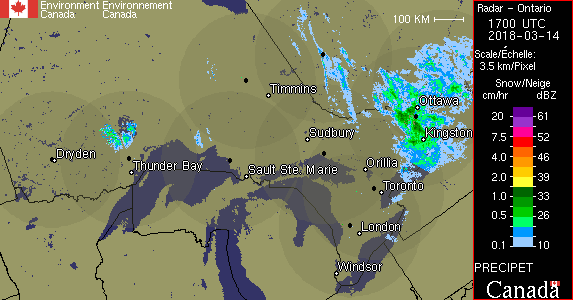 Environment Environnement
Canada Canada
Radar - Ontario
1700 UTC
2018-03-14
100 KM
Scale/Échelle:
3.5 km/Pixel
Snow/Neige
cm/hr dBZ
20 61
7.5 52
4.0 46
2.0 39
1.0 33
0.5 26
0.1 10
Timmins
Ottawa
Sudbury
Kingston
Dryden
Thunder Bay
Sault Ste. Marie
Orillia
Toronto
London
Windsor
PRECIPET
Canada